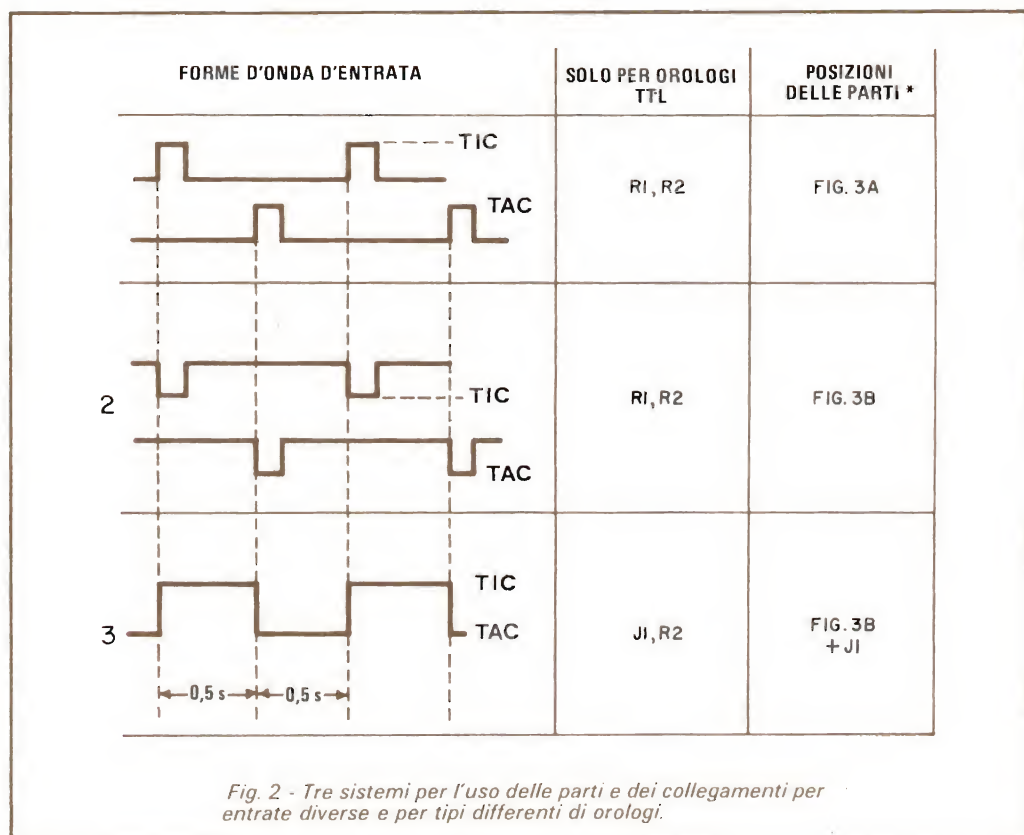 FORME D'ONDA D'ENTRATA
SOLO PER OROLOGI
TTL
POSIZIONI
DELLE PARTI *
TIC
TAC
R1, R2
FIG. 3A
2
TIC
TAC
R1, R2
FIG. 3B
3
TIC
TAC
0,5 s
0,5 s
J1, R2
FIG. 3B
+ J1
Fig. 2 - Tre sistemi per l'uso delle parti e dei collegamenti per
entrate diverse e per tipi differenti di orologi.